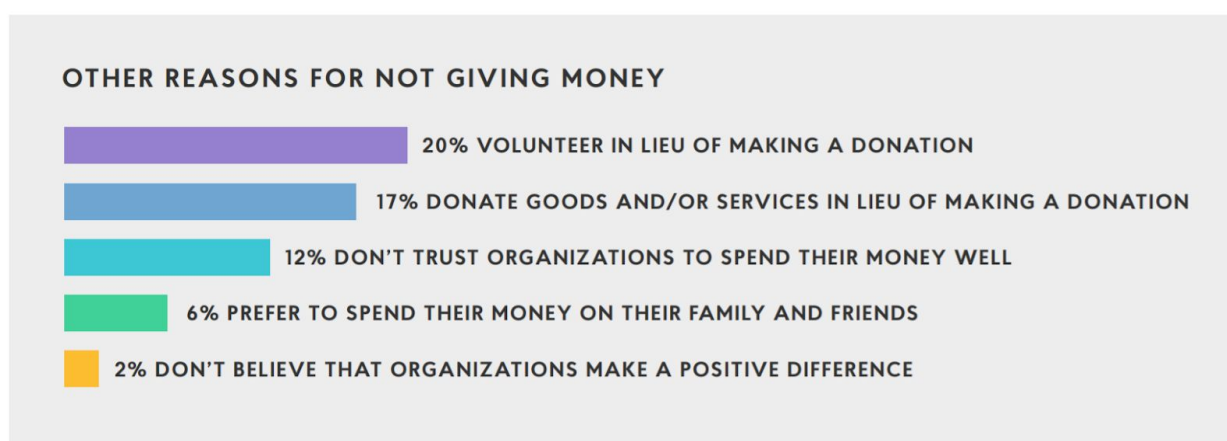 OTHER REASONS FOR NOT GIVING MONEY
20% VOLUNTEER IN LIEU OF MAKING A DONATION
17% DONATE GOODS AND/OR SERVICES IN LIEU OF MAKING A DONATION
12% DON'T TRUST ORGANIZATIONS TO SPEND THEIR MONEY WELL
6% PREFER TO SPEND THEIR MONEY ON THEIR FAMILY AND FRIENDS
2% DON'T BELIEVE THAT ORGANIZATIONS MAKE A POSITIVE DIFFERENCE